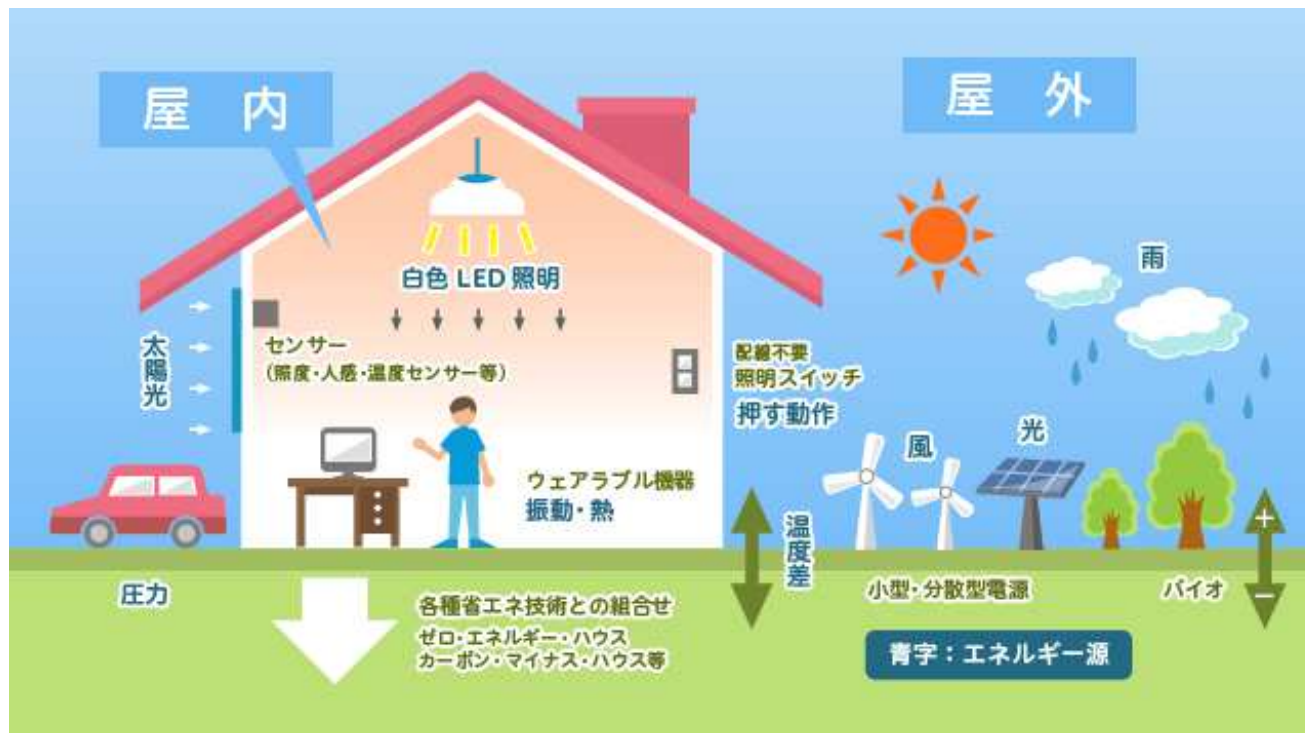 屋 内
屋 外
白色 LED 照明
太陽光
センサー
(照度・人感・温度センサー等)
配線不要
照明スイッチ
押す動作
雨
風
光
ウェアラブル機器
振動・熱
温度差
+
−
圧力
各種省エネ技術との組合せ
ゼロ・エネルギー・ハウス
カーボン・マイナス・ハウス等
小型・分散型電源
バイオ
青字：エネルギー源